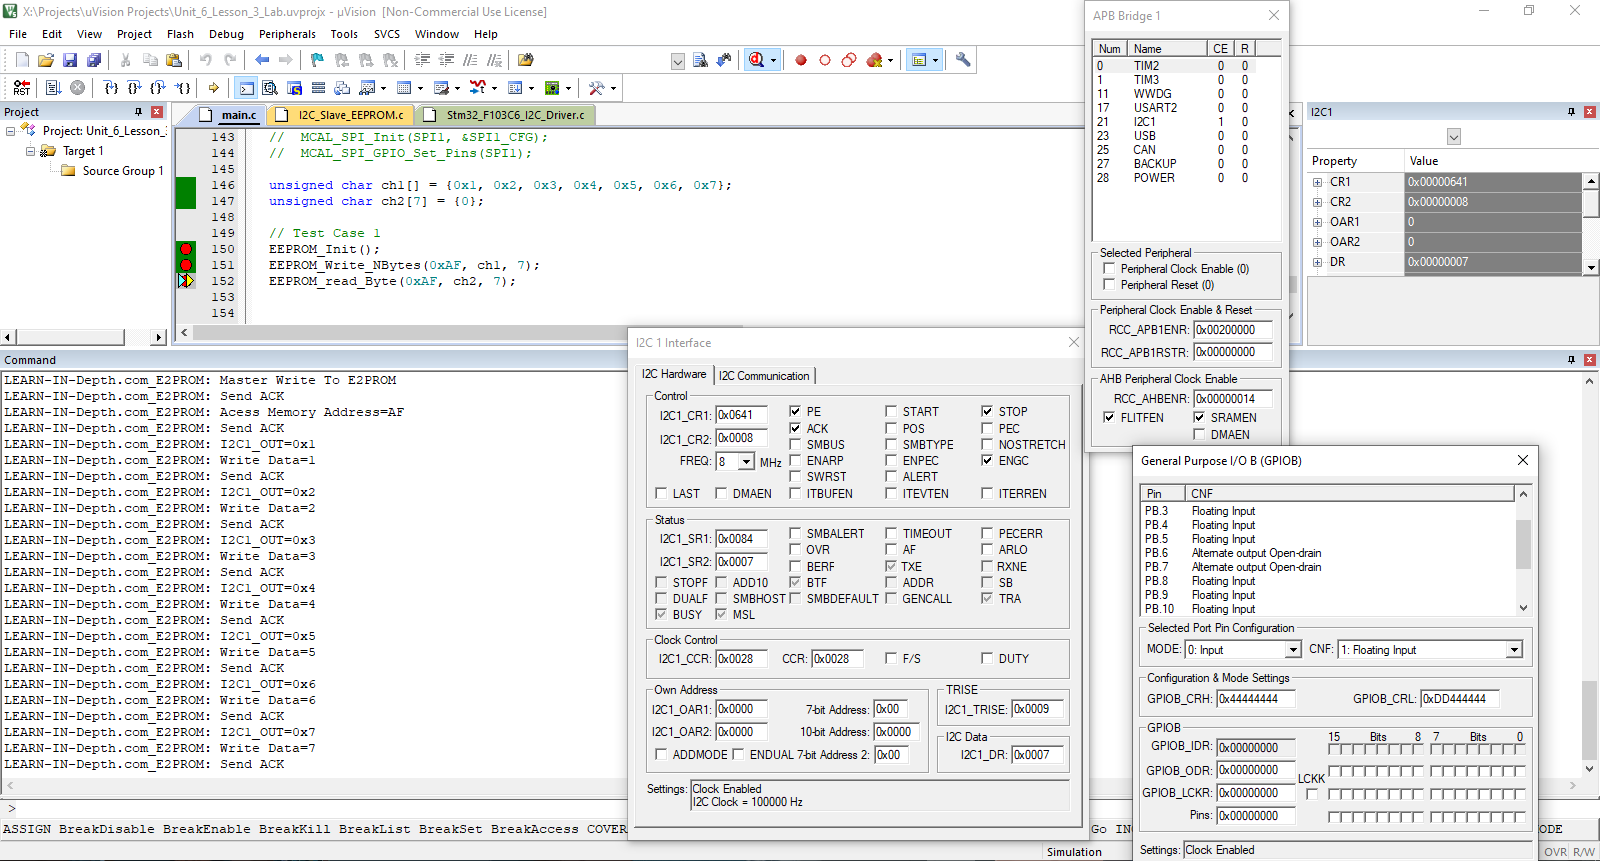 X:\Projects\uVision Projects\Unit_6_Lesson_3_Lab.uvprojx - µVision  [Non-Commercial Use License]
File Edit View Project Flash Debug Peripherals Tools SVCS Window Help
RST
Project
Project: Unit_6_Lesson_3
Target 1
Source Group 1
main.c I2C_Slave_EEPROM.c Stm32_F103C6_I2C_Driver.c
143 // MCAL_SPI_Init(SPI1, &SPI1_CFG);
144 // MCAL_SPI_GPIO_Set_Pins(SPI1);
145
146 unsigned char ch1[] = {0x1, 0x2, 0x3, 0x4, 0x5, 0x6, 0x7};
147 unsigned char ch2[7] = {0};
148
149 // Test Case 1
150 EEPROM_Init();
151 EEPROM_Write_NBytes(0xAF, ch1, 7);
152 EEPROM_read_Byte(0xAF, ch2, 7);
153
154
Command
LEARN-IN-Depth.com_E2PROM: Master Write To E2PROM
LEARN-IN-Depth.com_E2PROM: Send ACK
LEARN-IN-Depth.com_E2PROM: Acess Memory Address=AF
LEARN-IN-Depth.com_E2PROM: Send ACK
LEARN-IN-Depth.com_E2PROM: I2C1_OUT=0x1
LEARN-IN-Depth.com_E2PROM: Write Data=1
LEARN-IN-Depth.com_E2PROM: Send ACK
LEARN-IN-Depth.com_E2PROM: I2C1_OUT=0x2
LEARN-IN-Depth.com_E2PROM: Write Data=2
LEARN-IN-Depth.com_E2PROM: Send ACK
LEARN-IN-Depth.com_E2PROM: I2C1_OUT=0x3
LEARN-IN-Depth.com_E2PROM: Write Data=3
LEARN-IN-Depth.com_E2PROM: Send ACK
LEARN-IN-Depth.com_E2PROM: I2C1_OUT=0x4
LEARN-IN-Depth.com_E2PROM: Write Data=4
LEARN-IN-Depth.com_E2PROM: Send ACK
LEARN-IN-Depth.com_E2PROM: I2C1_OUT=0x5
LEARN-IN-Depth.com_E2PROM: Write Data=5
LEARN-IN-Depth.com_E2PROM: Send ACK
LEARN-IN-Depth.com_E2PROM: I2C1_OUT=0x6
LEARN-IN-Depth.com_E2PROM: Write Data=6
LEARN-IN-Depth.com_E2PROM: Send ACK
LEARN-IN-Depth.com_E2PROM: I2C1_OUT=0x7
LEARN-IN-Depth.com_E2PROM: Write Data=7
LEARN-IN-Depth.com_E2PROM: Send ACK
>
ASSIGN BreakDisable BreakEnable BreakKill BreakList BreakSet BreakAccess COVER
Go IN
ODE
Simulation
OVR R/W
I2C 1 Interface
I2C Hardware I2C Communication
Control
I2C1_CR1: 0x0641 PE START STOP
ACK POS PEC
I2C1_CR2: 0x0008 SMBUS SMBTYPE NOSTRETCH
FREQ: 8 MHz ENARP ENPEC ENGC
SWRST ALERT
LAST DMAEN ITBUFEN ITEVTEN ITERREN
Status
I2C1_SR1: 0x0084 SMBALERT TIMEOUT PECERR
OVR AF ARLO
I2C1_SR2: 0x0007 BERF TXE RXNE
STOPF ADD10 BTF ADDR SB
DUALF SMBHOST SMBDEFAULT GENCALL TRA
BUSY MSL
Clock Control
I2C1_CCR: 0x0028 CCR: 0x0028 F/S DUTY
Own Address
I2C1_OAR1: 0x0000 7-bit Address: 0x00
I2C1_OAR2: 0x0000 10-bit Address: 0x0000
ADDMODE ENDUAL 7-bit Address 2: 0x00
TRISE
I2C1_TRISE: 0x0009
I2C Data
I2C1_DR: 0x0007
Settings: Clock Enabled
I2C Clock = 100000 Hz
APB Bridge 1
Num Name CE R
0 TIM2 0 0
1 TIM3 0 0
11 WWDG 0 0
17 USART2 0 0
21 I2C1 1 0
23 USB 0 0
25 CAN 0 0
27 BACKUP 0 0
28 POWER 0 0
Selected Peripheral
Peripheral Clock Enable (0)
Peripheral Reset (0)
Peripheral Clock Enable & Reset
RCC_APB1ENR: 0x00200000
RCC_APB1RSTR: 0x00000000
AHB Peripheral Clock Enable
RCC_AHBENR: 0x00000014
FLITFEN SRAMEN
DMAEN
I2C1
Property Value
CR1 0x00000641
CR2 0x00000008
OAR1 0
OAR2 0
DR 0x00000007
General Purpose I/O B (GPIOB)
Pin CNF
PB.3 Floating Input
PB.4 Floating Input
PB.5 Floating Input
PB.6 Alternate output Open-drain
PB.7 Alternate output Open-drain
PB.8 Floating Input
PB.9 Floating Input
PB.10 Floating Input
Selected Port Pin Configuration
MODE: 0: Input CNF: 1: Floating Input
Configuration & Mode Settings
GPIOB_CRH: 0x44444444 GPIOB_CRL: 0xDD444444
GPIOB
15 Bits 8 7 Bits 0
GPIOB_IDR: 0x00000000
GPIOB_ODR: 0x00000000
LCKK
GPIOB_LCKR: 0x00000000
Pins: 0x00000000
Settings: Clock Enabled